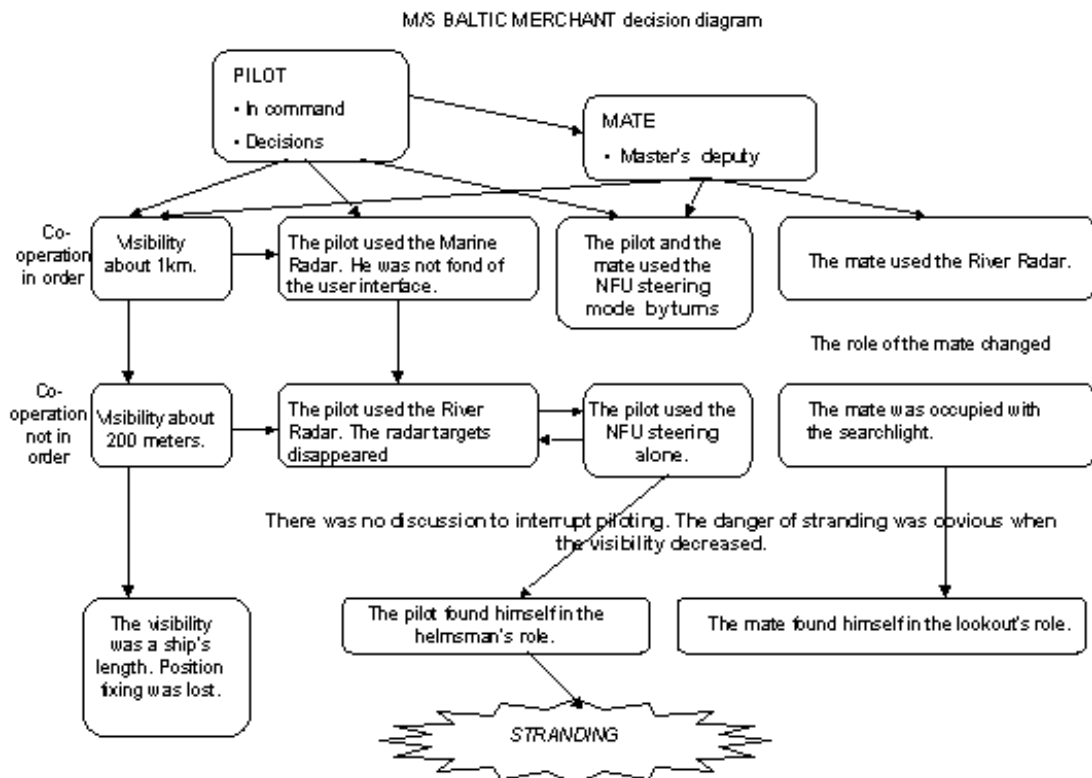 M/S BALTIC MERCHANT decision diagram
PILOT
• In command
• Decisions
MATE
• Master's deputy
Co-
operation
in order
Visibility
about 1km.
The pilot used the Marine
Radar. He was not fond of
the user interface.
The pilot and the
mate used the
NFU steering
mode by turns
The mate used the River Radar.
The role of the mate changed
Co-
operation
not in
order
Visibility about
200 meters.
The pilot used the River
Radar. The radar targets
disappeared
The pilot used the
NFU steering
alone.
The mate was occupied with
the searchlight.
There was no discussion to interrupt piloting. The danger of stranding was obvious when
the visibility decreased.
The visibility
was a ship's
length. Position
fixing was lost.
The pilot found himself in the
helmsman's role.
The mate found himself in the lookout's role.
STRANDING